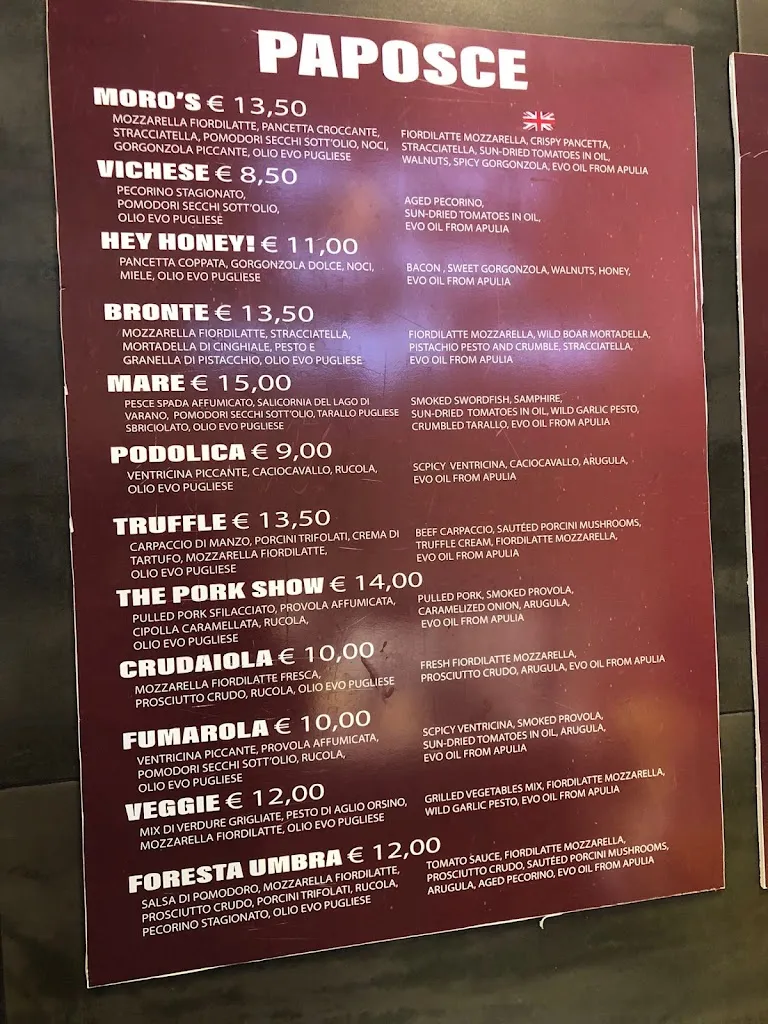 PAPOSCE
MORO'S € 13,50
MOZZARELLA FIORDILATTE, PANCETTA CROCCANTE,
STRACCIATELLA, POMODORI SECCHI SOTT'OLIO, NOCI,
GORGONZOLA PICCANTE, OLIO EVO PUGLIESE
FIORDILATTE MOZZARELLA, CRISPY PANCETTA,
STRACCIATELLA, SUN-DRIED TOMATOES IN OIL,
WALNUTS, SPICY GORGONZOLA, EVO OIL FROM APULIA
VICHESE € 8,50
PECORINO STAGIONATO,
POMODORI SECCHI SOTT'OLIO,
OLIO EVO PUGLIESE
AGED PECORINO,
SUN-DRIED TOMATOES IN OIL,
EVO OIL FROM APULIA
HEY HONEY! € 11,00
PANCETTA COPPATA, GORGONZOLA DOLCE, NOCI,
MIELE, OLIO EVO PUGLIESE
BACON , SWEET GORGONZOLA, WALNUTS, HONEY,
EVO OIL FROM APULIA
BRONTE € 13,50
MOZZARELLA FIORDILATTE, STRACCIATELLA,
MORTADELLA DI CINGHIALE, PESTO E
GRANELLA DI PISTACCHIO, OLIO EVO PUGLIESE
FIORDILATTE MOZZARELLA, WILD BOAR MORTADELLA,
PISTACHIO PESTO AND CRUMBLE, STRACCIATELLA,
EVO OIL FROM APULIA
MARE € 15,00
PESCE SPADA AFFUMICATO, SALICORNIA DEL LAGO DI
VARANO, POMODORI SECCHI SOTT'OLIO, TARALLO PUGLIESE
SBRICIOLATO, OLIO EVO PUGLIESE
SMOKED SWORDFISH, SAMPHIRE,
SUN-DRIED TOMATOES IN OIL, WILD GARLIC PESTO,
CRUMBLED TARALLO, EVO OIL FROM APULIA
PODOLICA € 9,00
VENTRICINA PICCANTE, CACIOCAVALLO, RUCOLA,
OLIO EVO PUGLIESE
SCPICY VENTRICINA, CACIOCAVALLO, ARUGULA,
EVO OIL FROM APULIA
TRUFFLE € 13,50
CARPACCIO DI MANZO, PORCINI TRIFOLATI, CREMA DI
TARTUFO, MOZZARELLA FIORDILATTE,
OLIO EVO PUGLIESE
BEEF CARPACCIO, SAUTÉED PORCINI MUSHROOMS,
TRUFFLE CREAM, FIORDILATTE MOZZARELLA,
EVO OIL FROM APULIA
THE PORK SHOW € 14,00
PULLED PORK SFILACCIATO, PROVOLA AFFUMICATA,
CIPOLLA CARAMELLATA, RUCOLA,
OLIO EVO PUGLIESE
PULLED PORK, SMOKED PROVOLA,
CARAMELIZED ONION, ARUGULA,
EVO OIL FROM APULIA
CRUDAIOLA € 10,00
MOZZARELLA FIORDILATTE FRESCA,
PROSCIUTTO CRUDO, RUCOLA, OLIO EVO PUGLIESE
FRESH FIORDILATTE MOZZARELLA,
PROSCIUTTO CRUDO, ARUGULA, EVO OIL FROM APULIA
FUMAROLA € 10,00
VENTRICINA PICCANTE, PROVOLA AFFUMICATA,
POMODORI SECCHI SOTT'OLIO, RUCOLA,
OLIO EVO PUGLIESE
SCPICY VENTRICINA, SMOKED PROVOLA,
SUN-DRIED TOMATOES IN OIL, ARUGULA,
EVO OIL FROM APULIA
VEGGIE € 12,00
MIX DI VERDURE GRIGLIATE, PESTO DI AGLIO ORSINO,
MOZZARELLA FIORDILATTE, OLIO EVO PUGLIESE
GRILLED VEGETABLES MIX, FIORDILATTE MOZZARELLA,
WILD GARLIC PESTO, EVO OIL FROM APULIA
FORESTA UMBRA € 12,00
SALSA DI POMODORO, MOZZARELLA FIORDILATTE,
PROSCIUTTO CRUDO, PORCINI TRIFOLATI, RUCOLA,
PECORINO STAGIONATO, OLIO EVO PUGLIESE
TOMATO SAUCE, FIORDILATTE MOZZARELLA,
PROSCIUTTO CRUDO, SAUTÉED PORCINI MUSHROOMS,
ARUGULA, AGED PECORINO, EVO OIL FROM APULIA